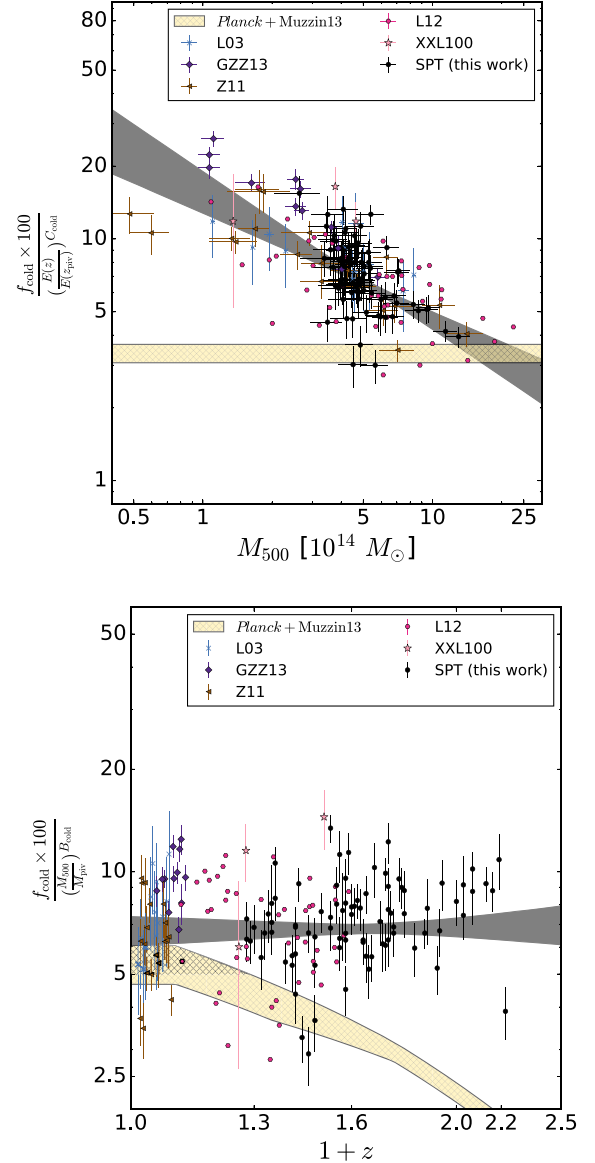 80
50
20
10
5
1
f_cold × 100
(E(z) / E(z_piv))^C_cold
Planck + Muzzin13
L03
GZZ13
Z11
L12
XXL100
SPT (this work)
0.5 1 5 10 25
M_500 [10^14 M_⊙]
50
20
10
5
2.5
f_cold × 100
(M_500 / M_piv)^B_cold
Planck + Muzzin13
L03
GZZ13
Z11
L12
XXL100
SPT (this work)
1.0 1.3 1.6 2.0 2.2 2.5
1 + z